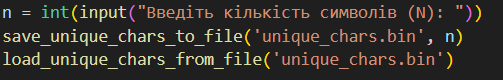 n = int(input("Введіть кількість символів (N): "))
save_unique_chars_to_file('unique_chars.bin', n)
load_unique_chars_from_file('unique_chars.bin')